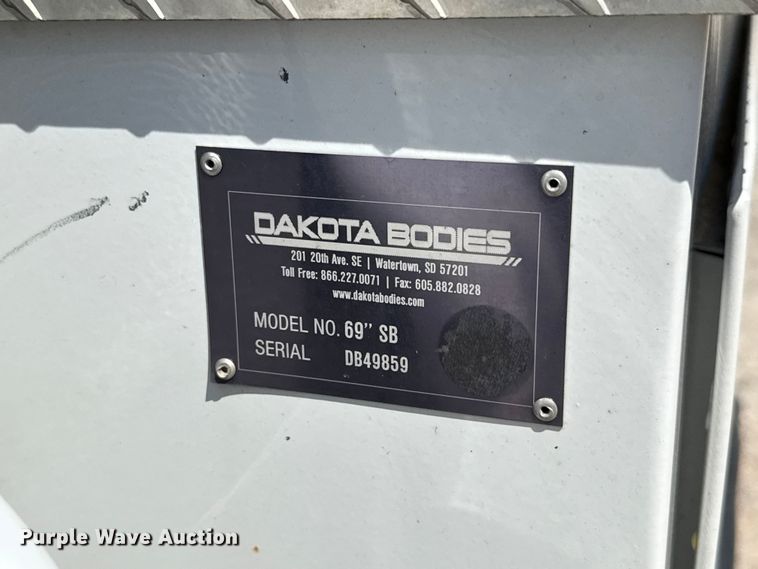 DAKOTA BODIES
201 20th Ave. SE | Watertown, SD 57201
Toll Free: 866.227.0071 | Fax: 605.882.0828
www.dakotabodies.com
MODEL NO. 69" SB
SERIAL DB49859
Purple Wave Auction